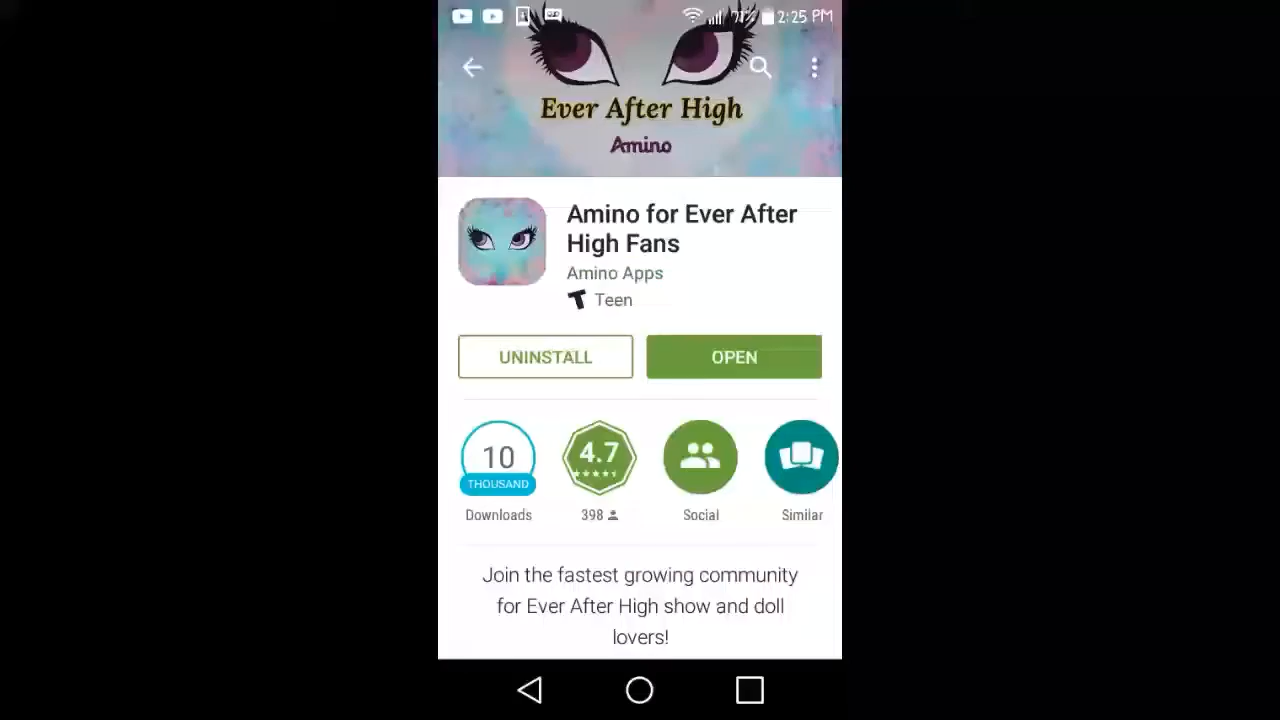 71% 2:25 PM
Ever After High
Amino
Amino for Ever After
High Fans
Amino Apps
T Teen
UNINSTALL
OPEN
10
THOUSAND
4.7
Downloads
398
Social
Similar
Join the fastest growing community
for Ever After High show and doll
lovers!